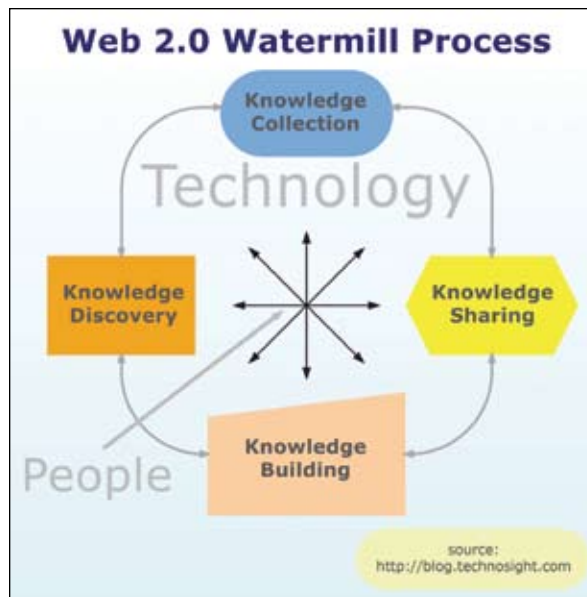 Web 2.0 Watermill Process
Knowledge
Collection
Technology
Knowledge
Discovery
Knowledge
Sharing
Knowledge
Building
People
source:
http://blog.technosight.com